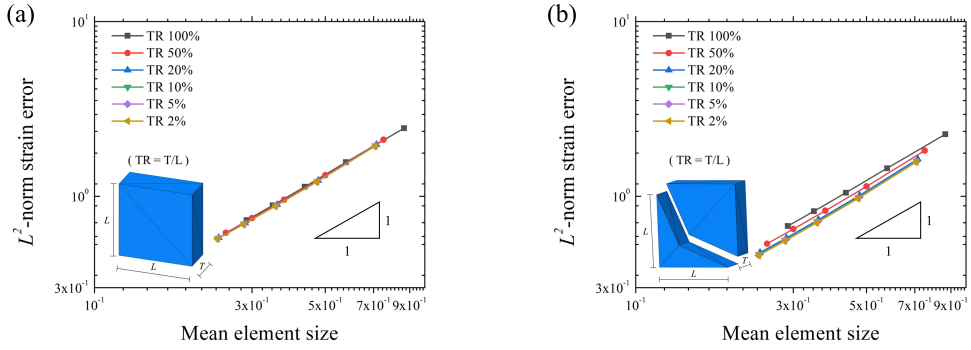 (a)
10¹
TR 100%
TR 50%
TR 20%
TR 10%
TR 5%
TR 2%
L²-norm strain error
( TR = T/L )
10⁰
L
L
T
1
1
3x10⁻¹
10⁻¹
3x10⁻¹
5x10⁻¹
7x10⁻¹
9x10⁻¹
Mean element size
(b)
10¹
TR 100%
TR 50%
TR 20%
TR 10%
TR 5%
TR 2%
L²-norm strain error
( TR = T/L )
10⁰
L
L
T
1
1
3x10⁻¹
10⁻¹
3x10⁻¹
5x10⁻¹
7x10⁻¹
9x10⁻¹
Mean element size